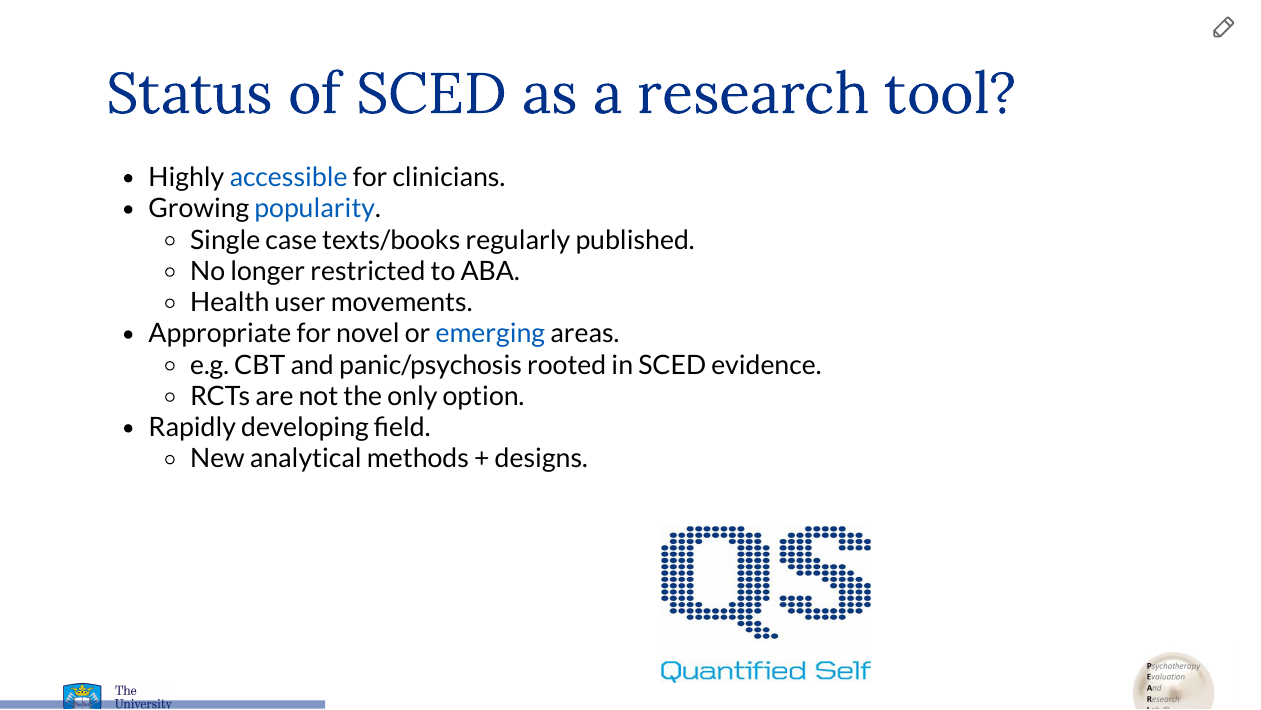 Status of SCED as a research tool?
• Highly accessible for clinicians.
• Growing popularity.
◦ Single case texts/books regularly published.
◦ No longer restricted to ABA.
◦ Health user movements.
• Appropriate for novel or emerging areas.
◦ e.g. CBT and panic/psychosis rooted in SCED evidence.
◦ RCTs are not the only option.
• Rapidly developing field.
◦ New analytical methods + designs.
QS
Quantified Self
The
University
Psychotherapy
Evaluation
And
Research